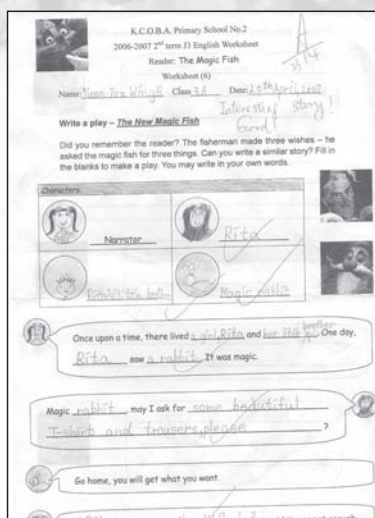 K.C.O.B.A. Primary School No.2
2006-2007 2nd term J3 English Worksheet
Reader: The Magic Fish
Worksheet (6)
A
Name: Class 3A Date: 20th April, 2007
Interesting story!
Good!
Write a play – The New Magic Fish
Did you remember the reader? The fisherman made three wishes – he
asked the magic fish for three things. Can you write a similar story? Fill in
the blanks to make a play. You may write in your own words.
Characters:
Narrator Rita
Rita's little Magic rabbit
Once upon a time, there lived a girl, Rita and her brother. One day,
Rita saw a rabbit. It was magic.
Magic rabbit, may I ask for some beautiful
T-shirts and trousers, please ?
Go home, you will get what you want.